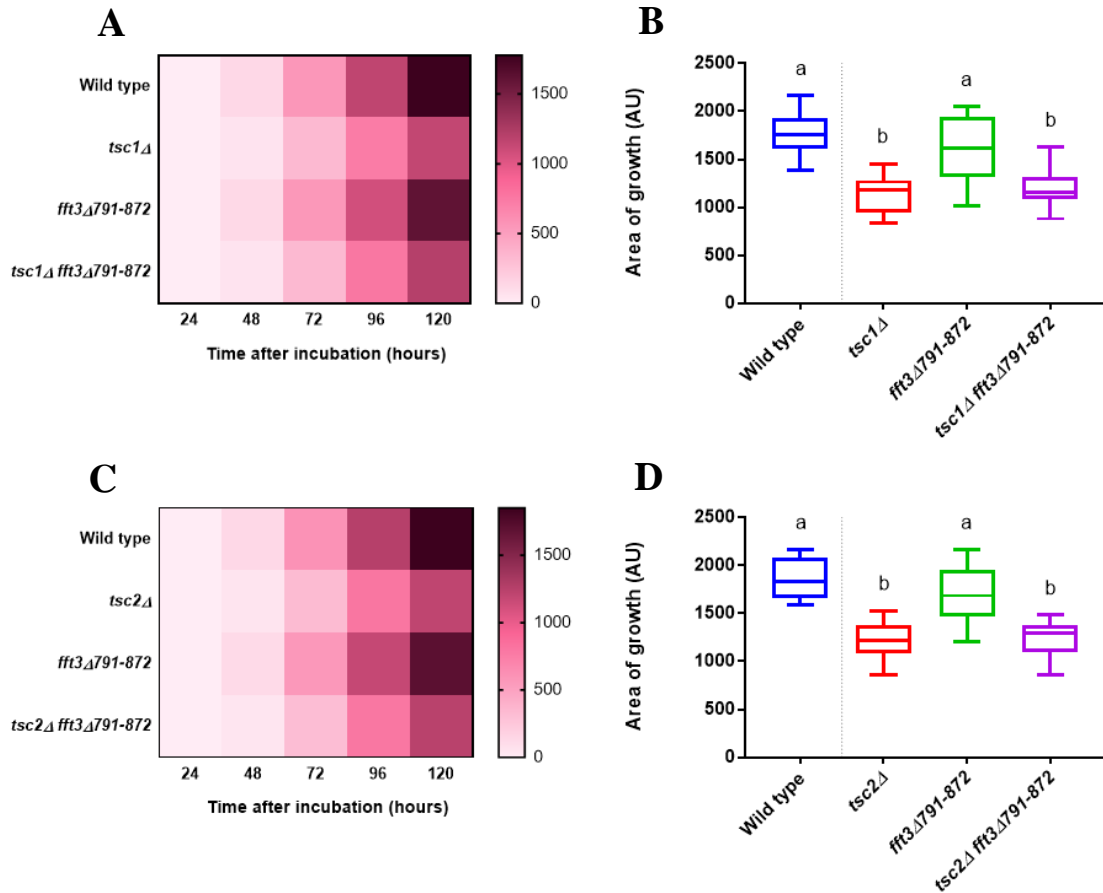 A
Wild type
tsc1Δ
fft3Δ791-872
tsc1Δ fft3Δ791-872
24 48 72 96 120
Time after incubation (hours)
1500
1000
500
0
B
Area of growth (AU)
2500
2000
1500
1000
500
0
a
b
a
b
Wild type
tsc1Δ
fft3Δ791-872
tsc1Δ fft3Δ791-872
C
Wild type
tsc2Δ
fft3Δ791-872
tsc2Δ fft3Δ791-872
24 48 72 96 120
Time after incubation (hours)
1500
1000
500
0
D
Area of growth (AU)
2500
2000
1500
1000
500
0
a
b
a
b
Wild type
tsc2Δ
fft3Δ791-872
tsc2Δ fft3Δ791-872